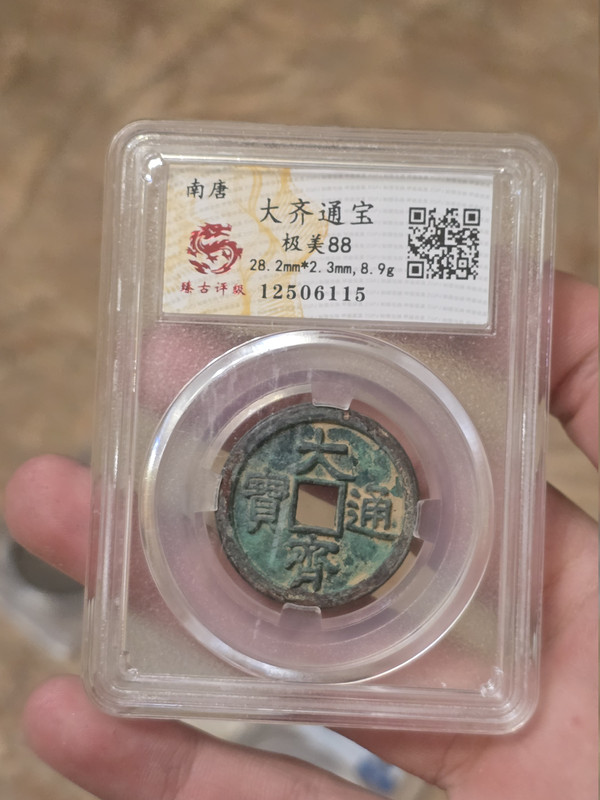 南唐
大齐通宝
极美88
28.2mm*2.3mm,8.9g
臻古评级
12506115
大
寶 通
齊